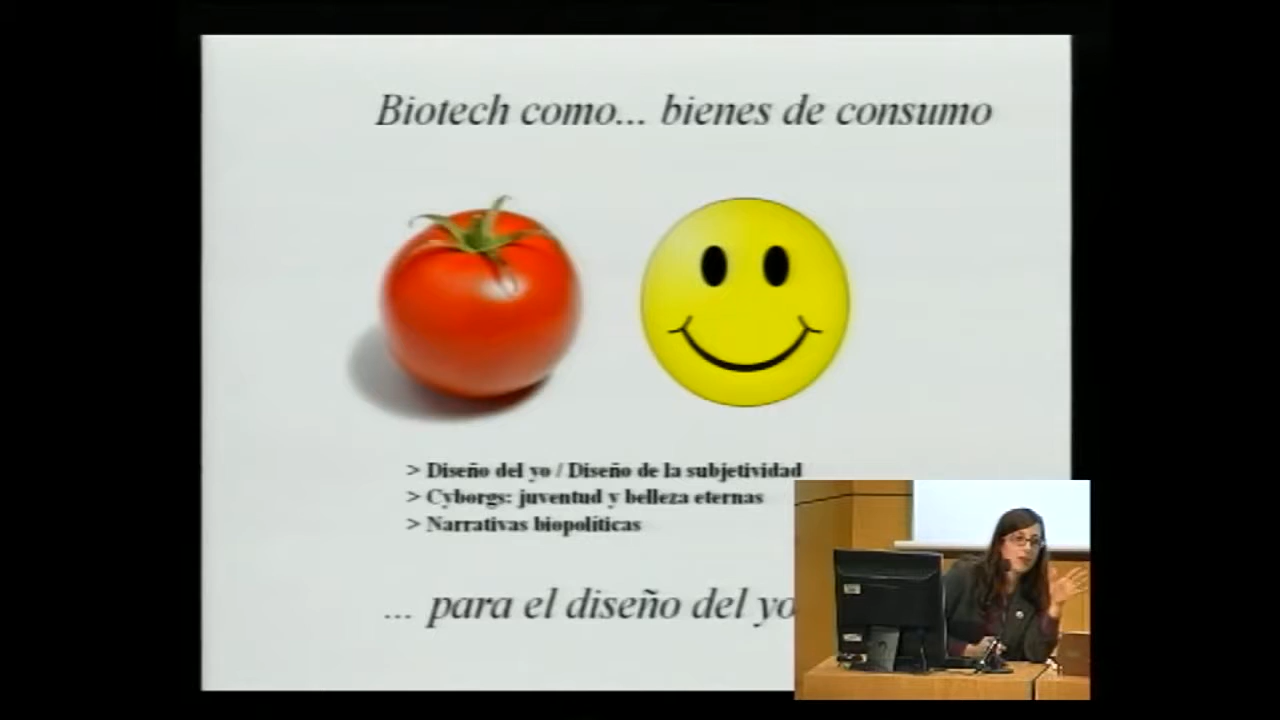 Biotech como... bienes de consumo
> Diseño del yo / Diseño de la subjetividad
> Cyborgs: juventud y belleza eternas
> Narrativas biopolíticas
... para el diseño del yo